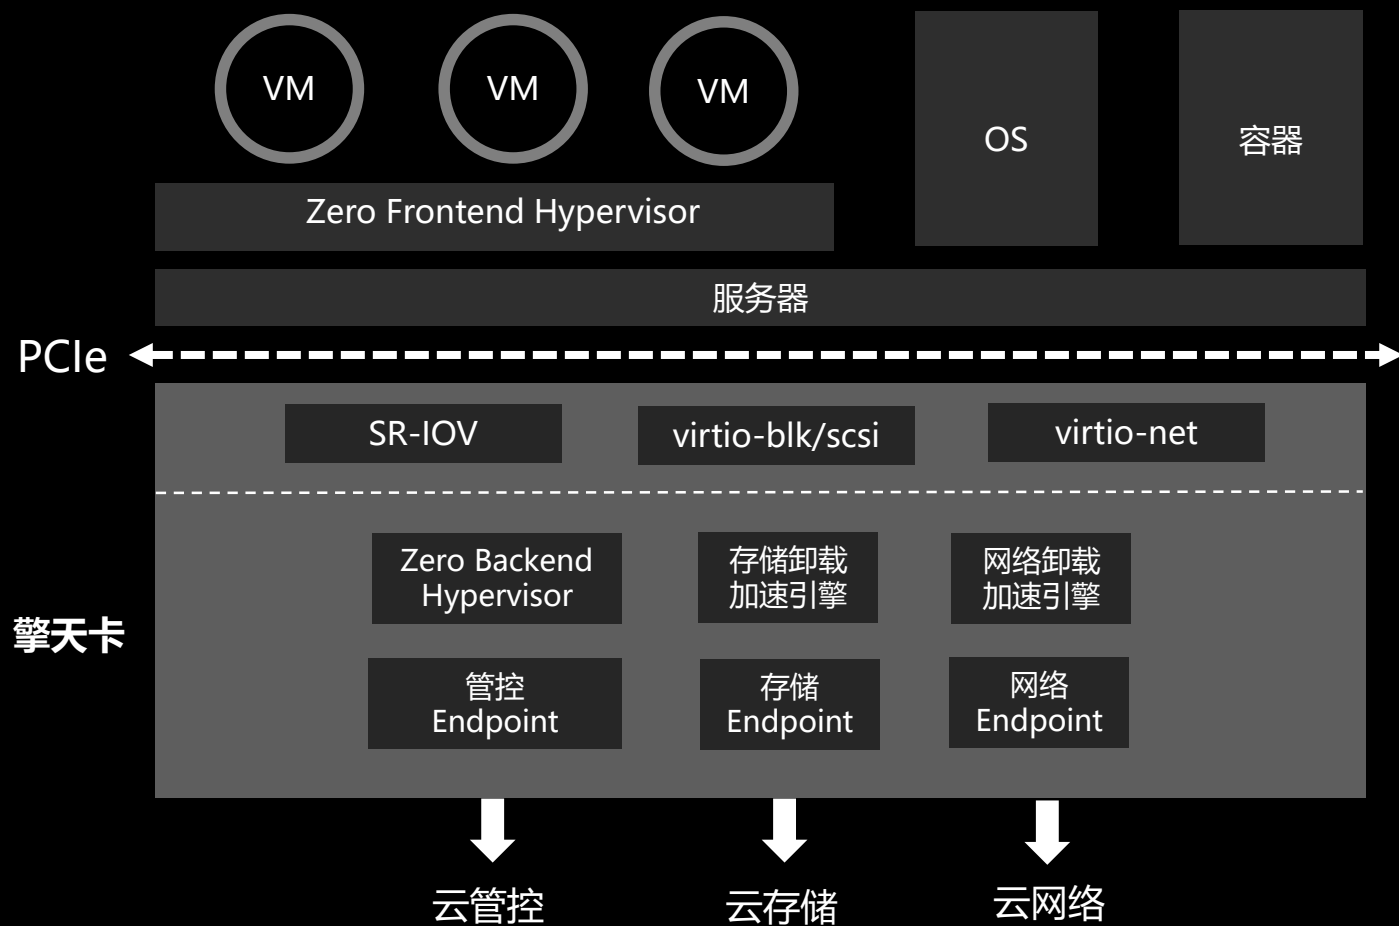 VM
VM
VM
OS
容器
Zero Frontend Hypervisor
服务器
PCIe
SR-IOV
virtio-blk/scsi
virtio-net
Zero Backend
Hypervisor
存储卸载
加速引擎
网络卸载
加速引擎
擎天卡
管控
Endpoint
存储
Endpoint
网络
Endpoint
云管控
云存储
云网络